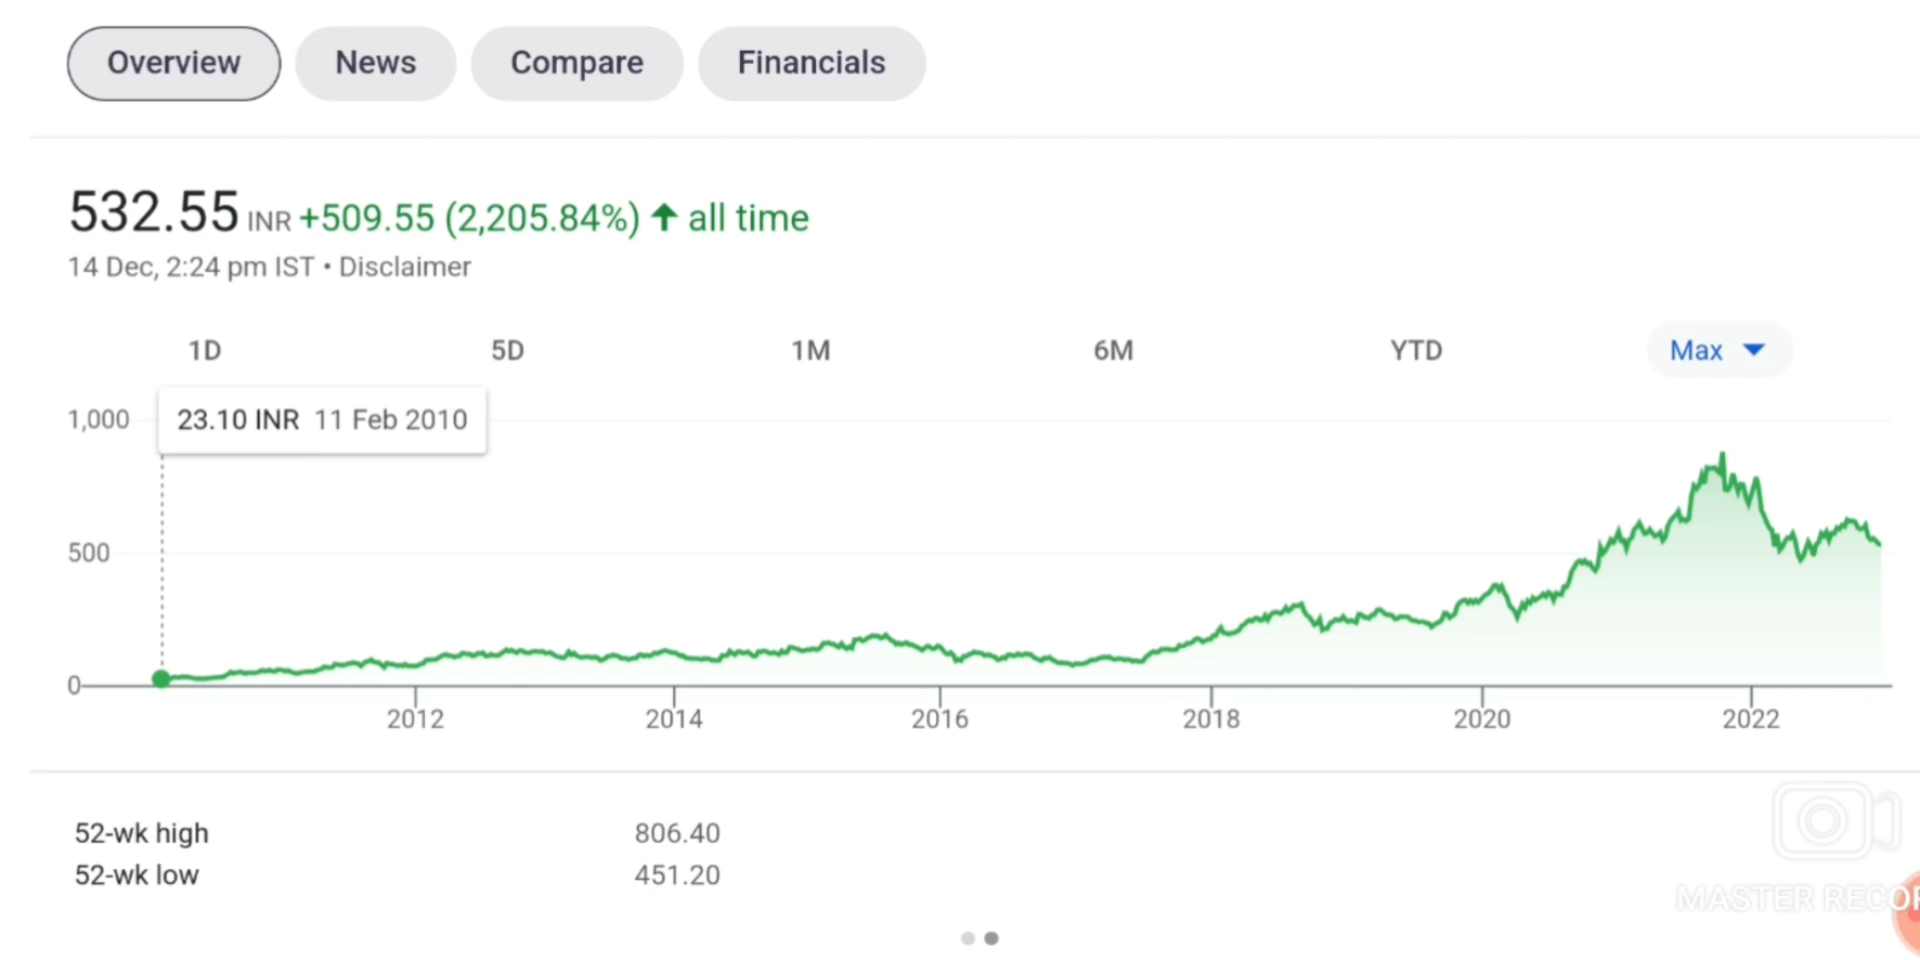 Overview News Compare Financials
532.55 INR +509.55 (2,205.84%) ↑ all time
14 Dec, 2:24 pm IST • Disclaimer
1D 5D 1M 6M YTD Max
23.10 INR 11 Feb 2010
1,000
500
0
2012 2014 2016 2018 2020 2022
52-wk high 806.40
52-wk low 451.20
MASTER RECOR